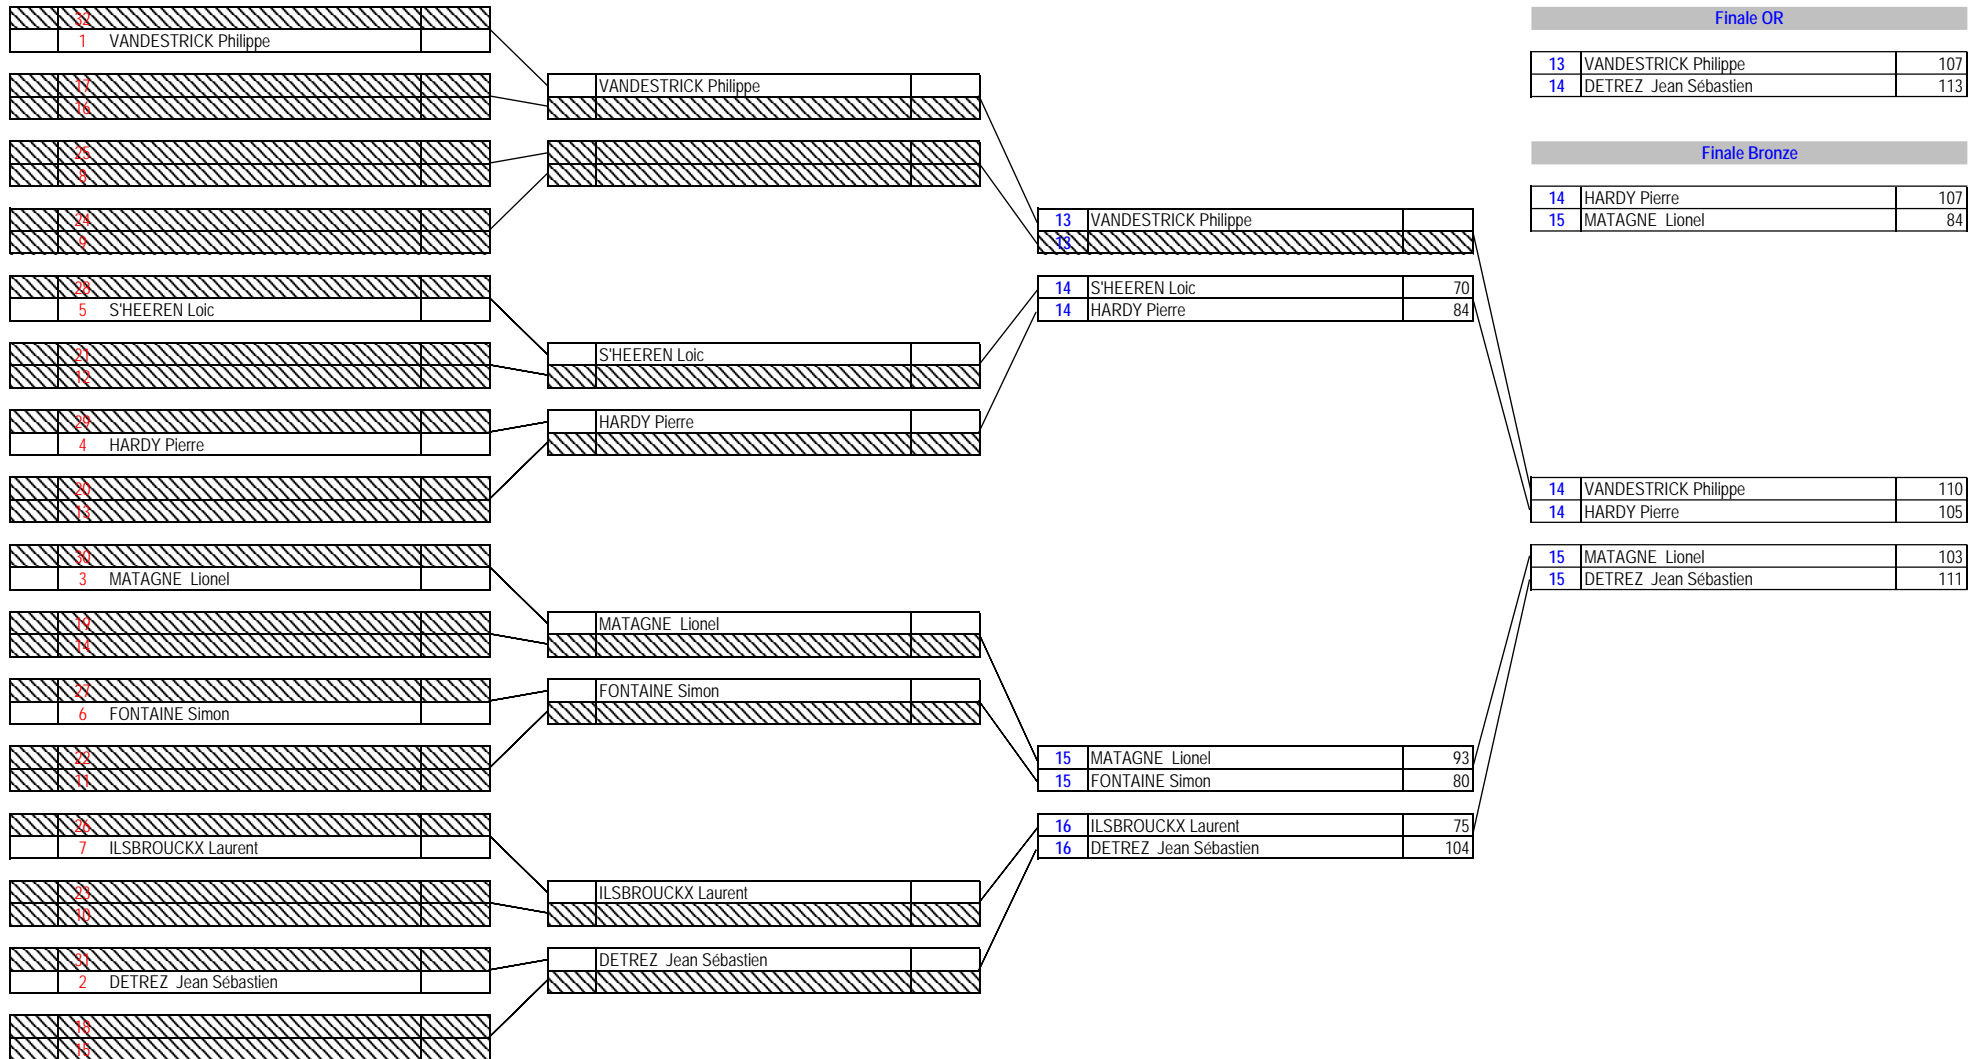 32
1 VANDESTRICK Philippe
17
16
25
8
24
9
28
5 S'HEEREN Loic
21
12
29
4 HARDY Pierre
20
13
30
3 MATAGNE Lionel
19
14
27
6 FONTAINE Simon
22
11
26
7 ILSBROUCKX Laurent
23
10
31
2 DETREZ Jean Sébastien
18
15
VANDESTRICK Philippe
S'HEEREN Loic
HARDY Pierre
MATAGNE Lionel
FONTAINE Simon
ILSBROUCKX Laurent
DETREZ Jean Sébastien
13 VANDESTRICK Philippe
13
14 S'HEEREN Loic 70
14 HARDY Pierre 84
15 MATAGNE Lionel 93
15 FONTAINE Simon 80
16 ILSBROUCKX Laurent 75
16 DETREZ Jean Sébastien 104
Finale OR
13 VANDESTRICK Philippe 107
14 DETREZ Jean Sébastien 113
Finale Bronze
14 HARDY Pierre 107
15 MATAGNE Lionel 84
14 VANDESTRICK Philippe 110
14 HARDY Pierre 105
15 MATAGNE Lionel 103
15 DETREZ Jean Sébastien 111